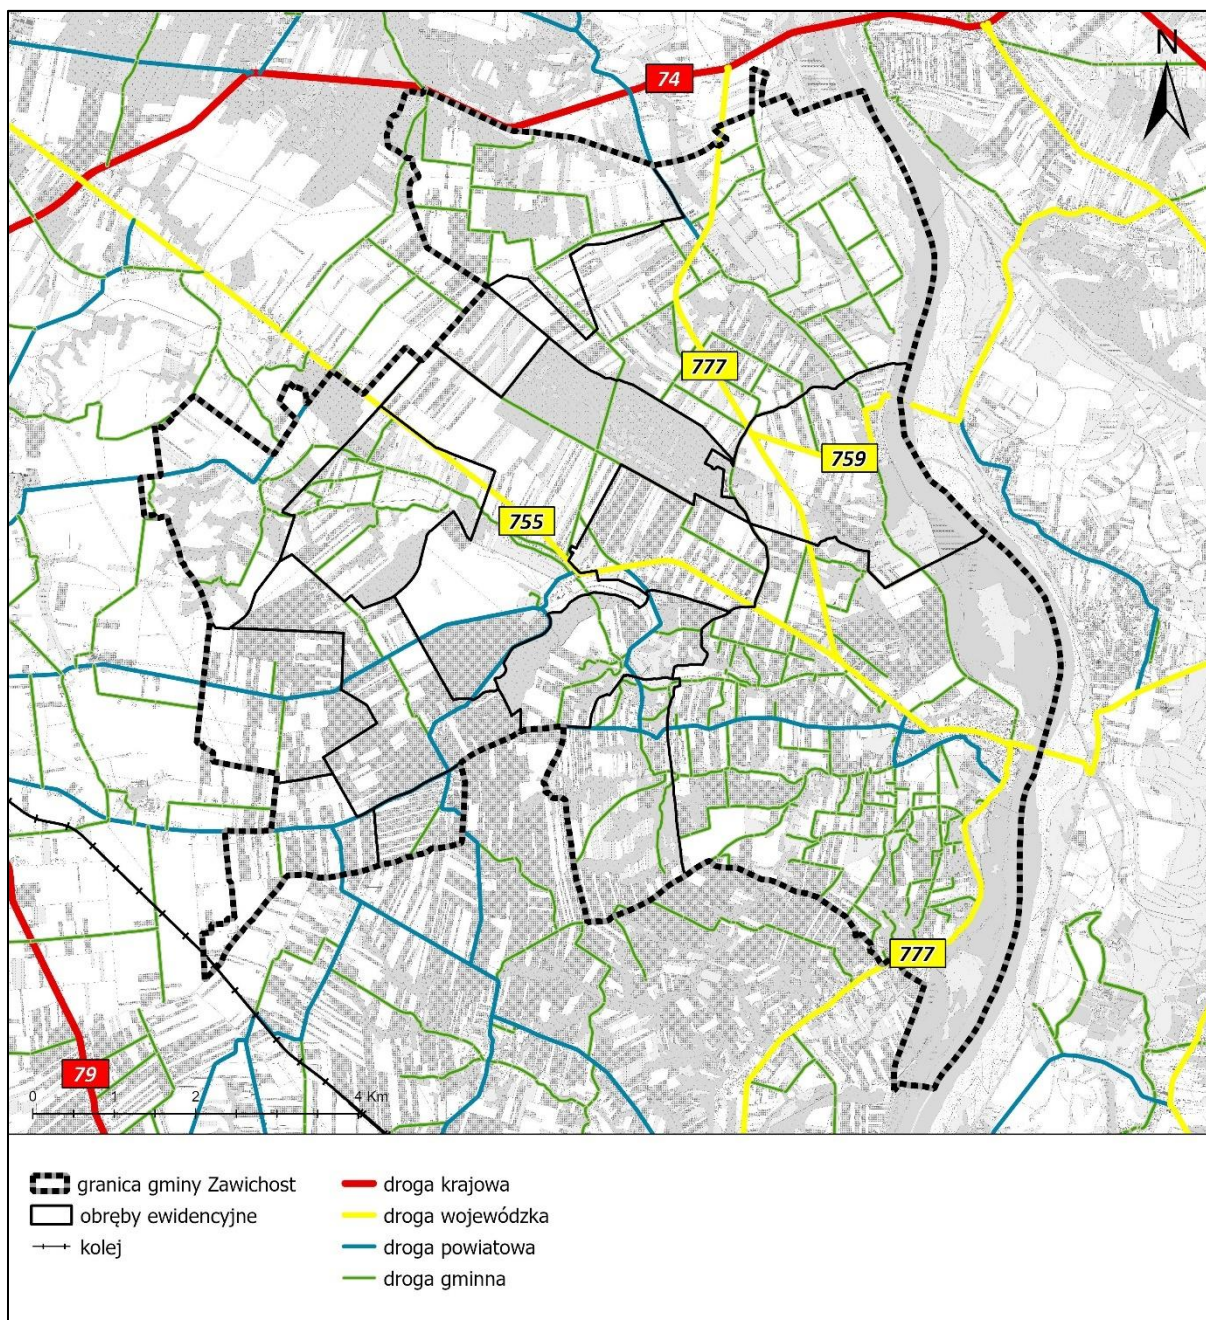 N
74
777
759
755
777
79
0 1 2 4 Km
granica gminy Zawichost
obręby ewidencyjne
kolej
droga krajowa
droga wojewódzka
droga powiatowa
droga gminna